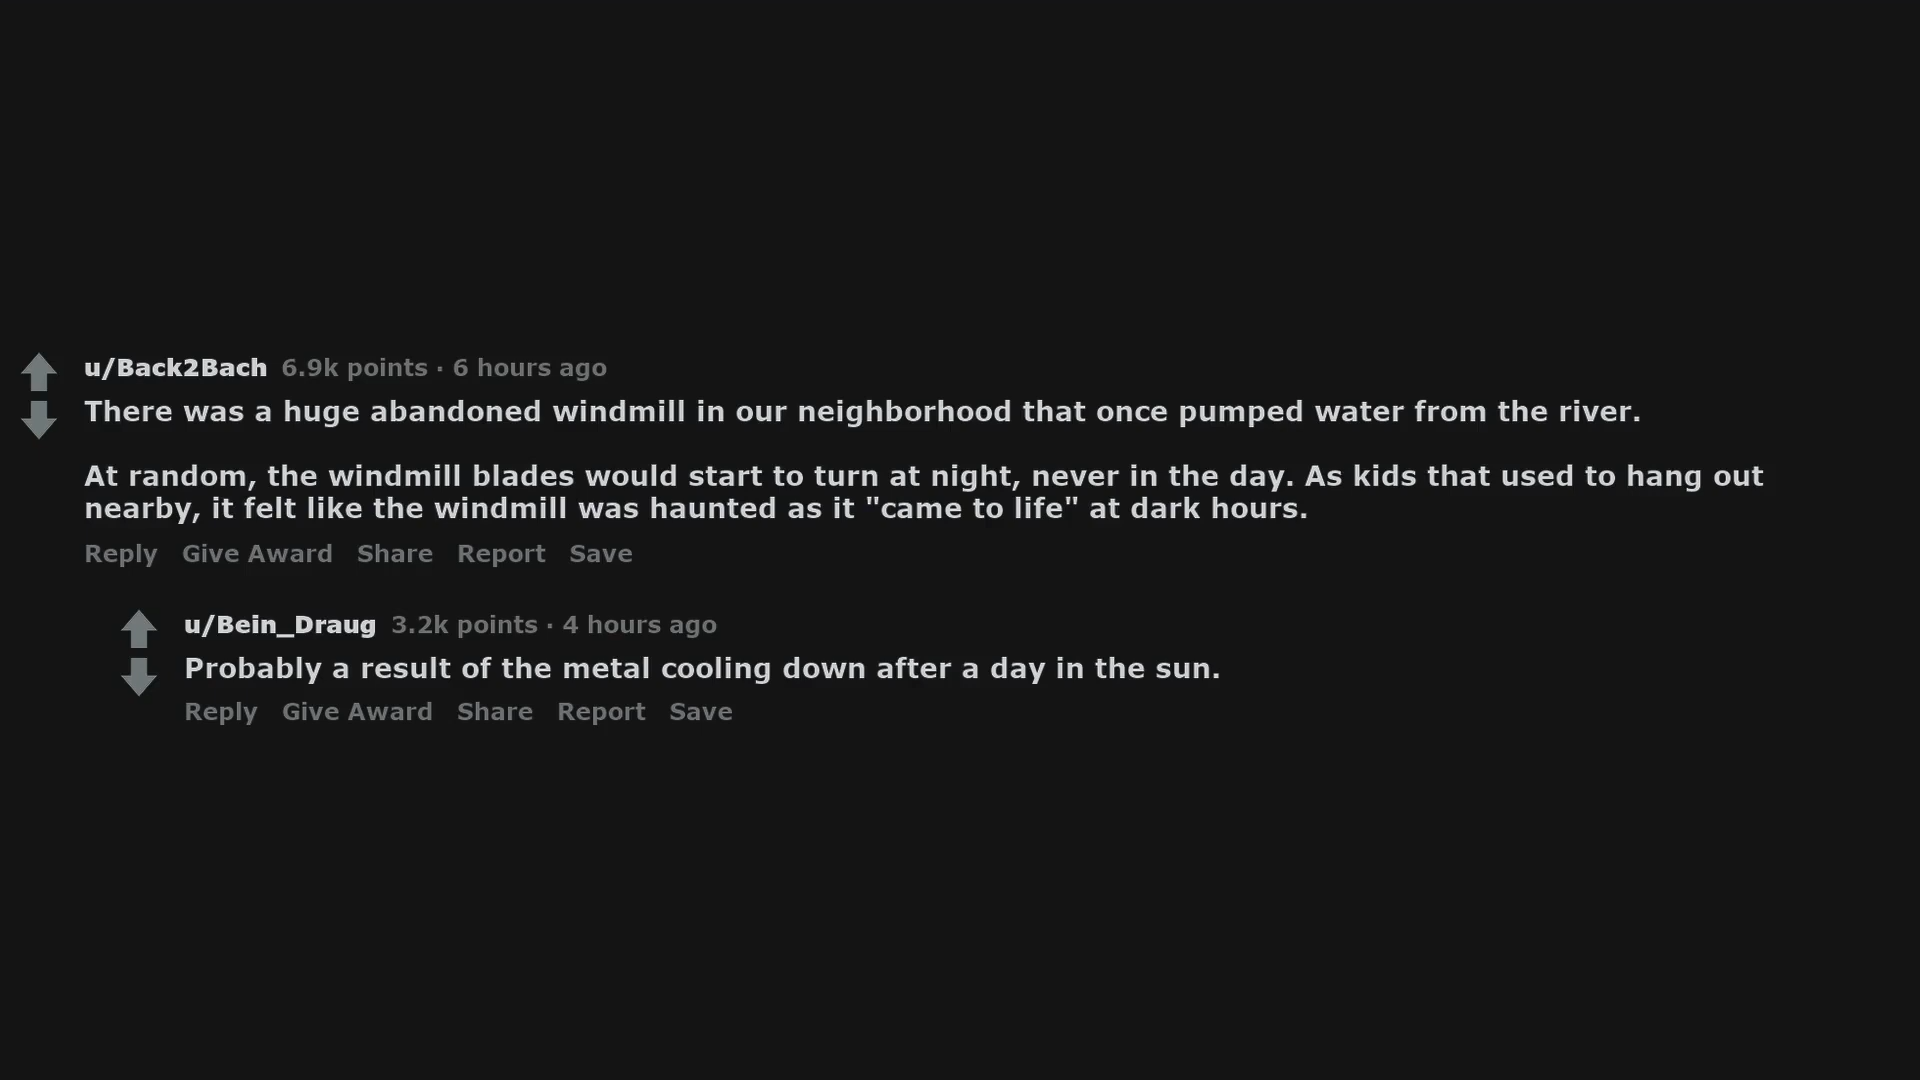 u/Back2Bach 6.9k points · 6 hours ago
There was a huge abandoned windmill in our neighborhood that once pumped water from the river.
At random, the windmill blades would start to turn at night, never in the day. As kids that used to hang out
nearby, it felt like the windmill was haunted as it "came to life" at dark hours.
Reply Give Award Share Report Save
u/Bein_Draug 3.2k points · 4 hours ago
Probably a result of the metal cooling down after a day in the sun.
Reply Give Award Share Report Save